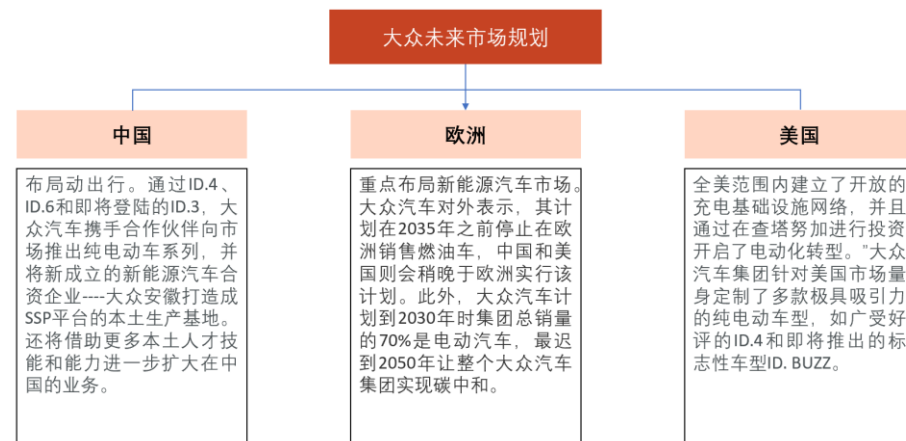 大众未来市场规划
中国
布局动出行。通过ID.4、
ID.6和即将登陆的ID.3，大
众汽车携手合作伙伴向市
场推出纯电动车系列，并
将新成立的新能源汽车合
资企业----大众安徽打造成
SSP平台的本土生产基地。
还将借助更多本土人才技
能和能力进一步扩大在中
国的业务。
欧洲
重点布局新能源汽车市场。
大众汽车对外表示，其计
划在2035年之前停止在欧
洲销售燃油车，中国和美
国则会稍晚于欧洲实行该
计划。此外，大众汽车计
划到2030年时集团总销量
的70%是电动汽车，最迟
到2050年让整个大众汽车
集团实现碳中和。
美国
全美范围内建立了开放的
充电基础设施网络，并且
通过在查塔努加进行投资
开启了电动化转型。”大众
汽车集团针对美国市场量
身定制了多款极具吸引力
的纯电动车型，如广受好
评的ID.4和即将推出的标
志性车型ID. BUZZ。